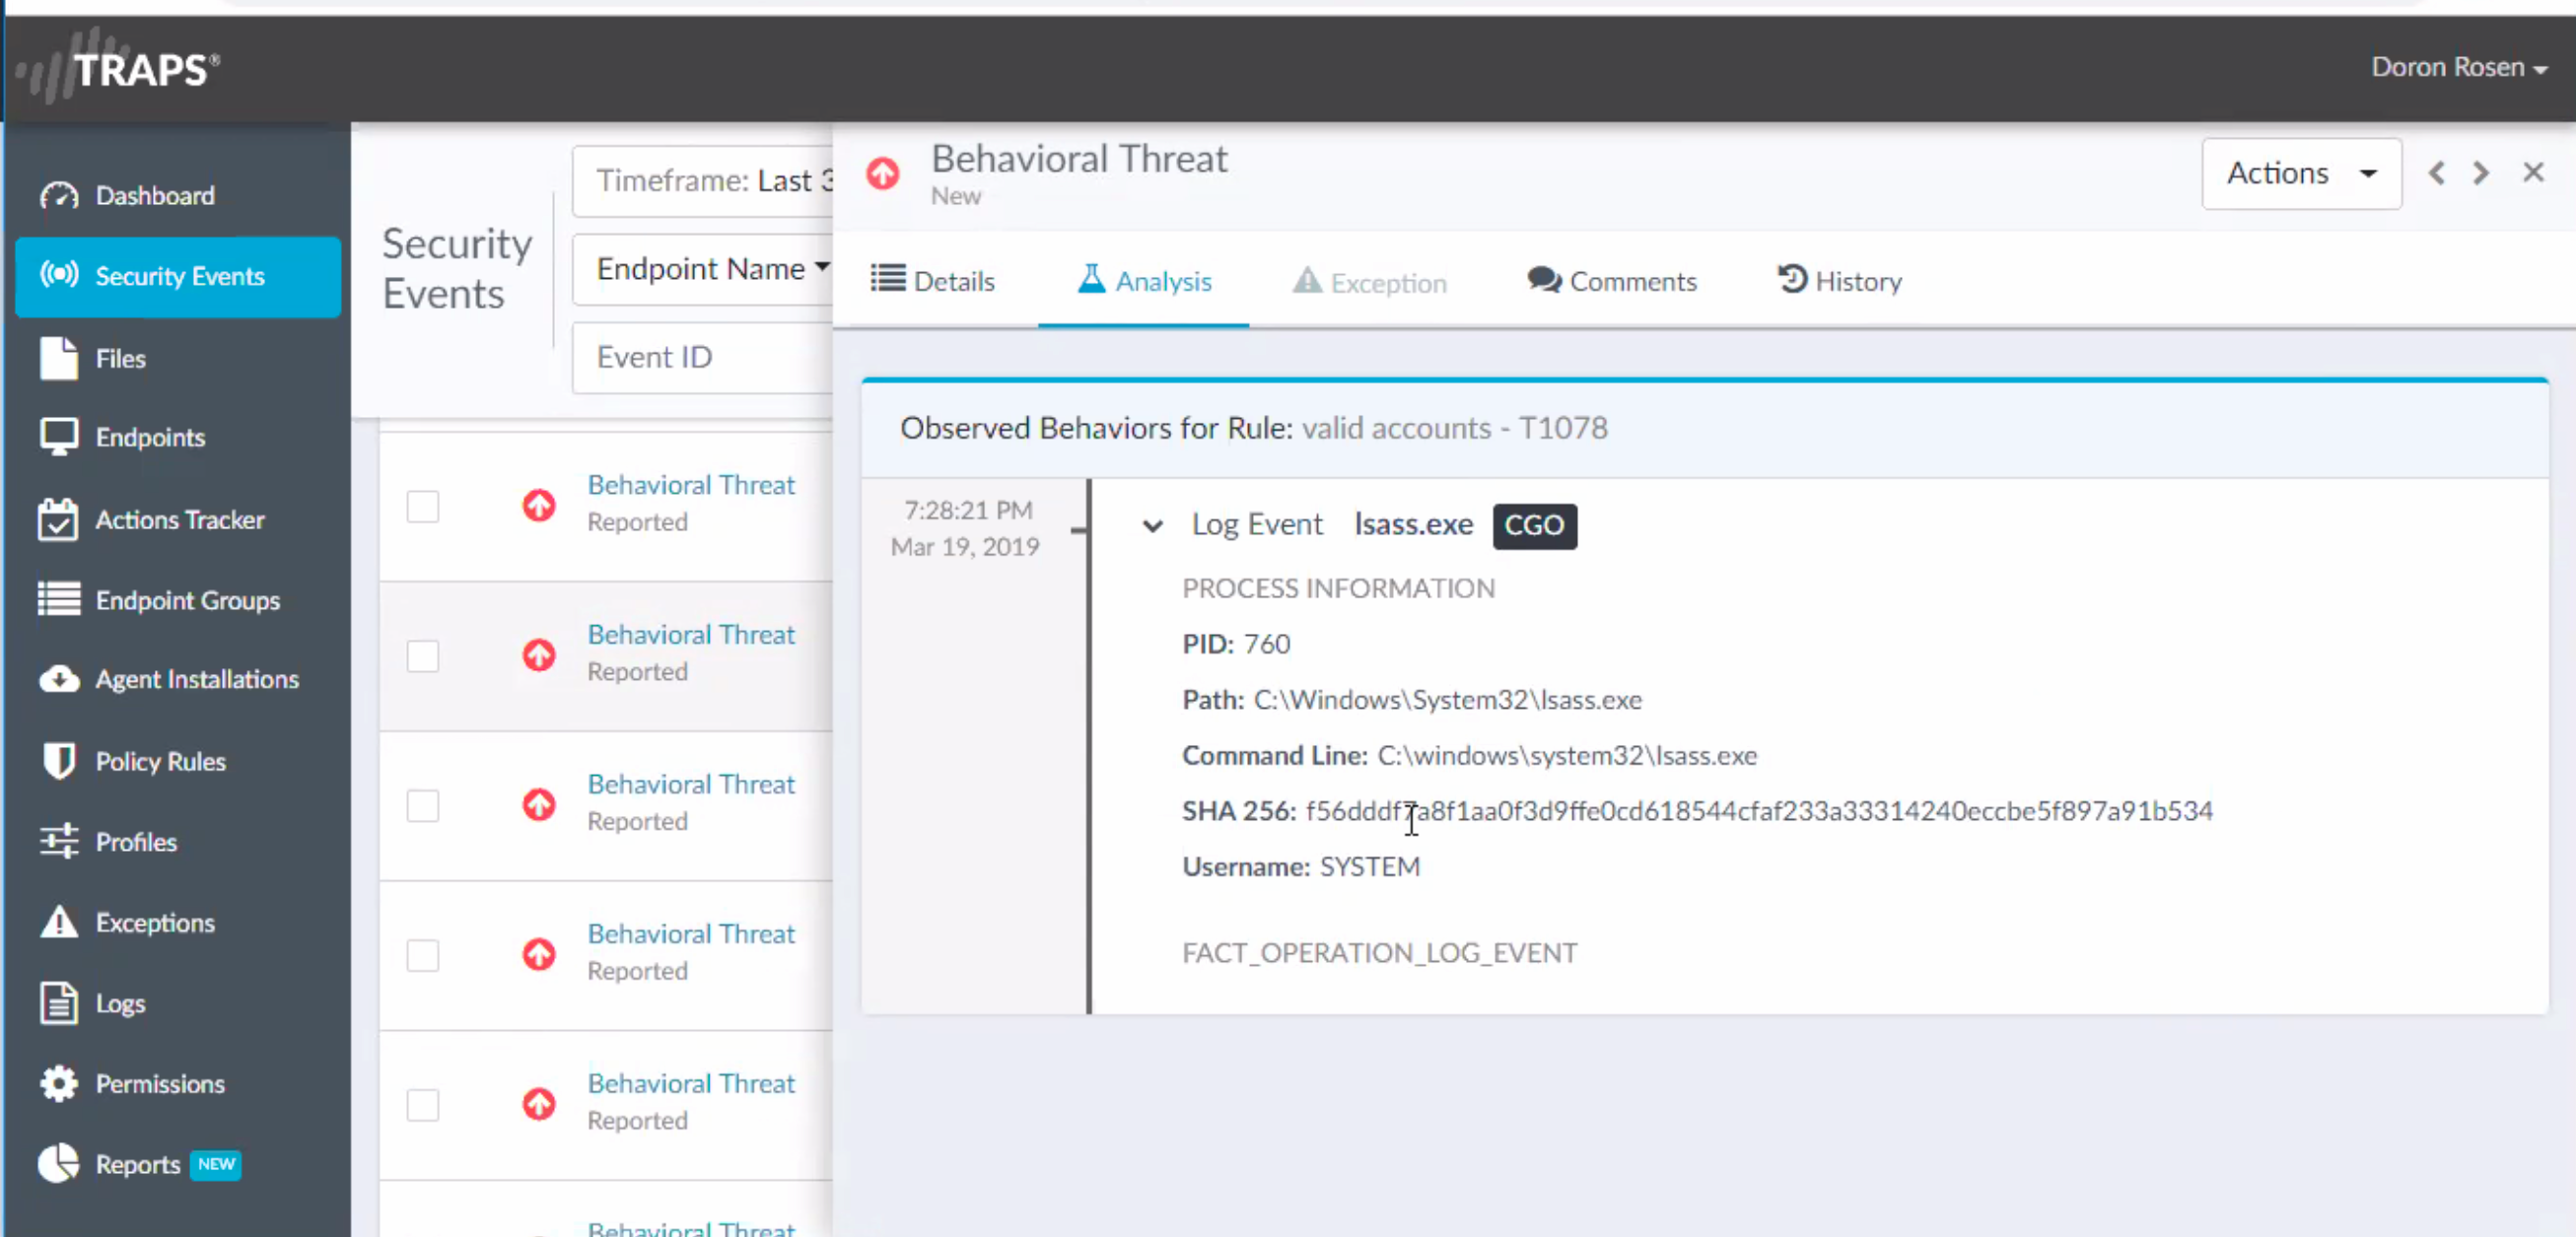 TRAPS®
Doron Rosen
Dashboard
Security Events
Files
Endpoints
Actions Tracker
Endpoint Groups
Agent Installations
Policy Rules
Profiles
Exceptions
Logs
Permissions
Reports NEW
Security
Events
Timeframe: Last 3
Endpoint Name
Event ID
Behavioral Threat
Reported
Behavioral Threat
Reported
Behavioral Threat
Reported
Behavioral Threat
Reported
Behavioral Threat
Reported
Behavioral Threat
Behavioral Threat
New
Actions
Details
Analysis
Exception
Comments
History
Observed Behaviors for Rule: valid accounts - T1078
7:28:21 PM
Mar 19, 2019
Log Event lsass.exe CGO
PROCESS INFORMATION
PID: 760
Path: C:\Windows\System32\lsass.exe
Command Line: C:\windows\system32\lsass.exe
SHA 256: f56dddf7a8f1aa0f3d9ffe0cd618544cfaf233a33314240eccbe5f897a91b534
Username: SYSTEM
FACT_OPERATION_LOG_EVENT